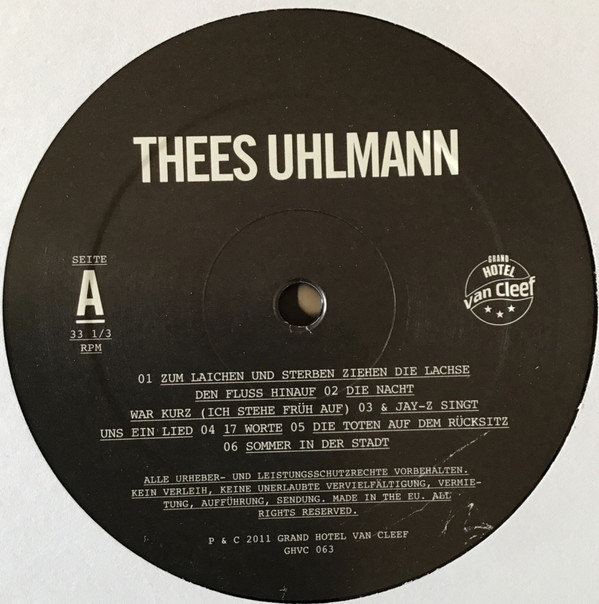 THEES UHLMANN
SEITE
A
33 1/3
RPM
GRAND
HOTEL
van Cleef
01 ZUM LAICHEN UND STERBEN ZIEHEN DIE LACHSE
DEN FLUSS HINAUF 02 DIE NACHT
WAR KURZ (ICH STEHE FRÜH AUF) 03 & JAY-Z SINGT
UNS EIN LIED 04 17 WORTE 05 DIE TOTEN AUF DEM RÜCKSITZ
06 SOMMER IN DER STADT
ALLE URHEBER- UND LEISTUNGSSCHUTZRECHTE VORBEHALTEN.
KEIN VERLEIH, KEINE UNERLAUBTE VERVIELFÄLTIGUNG, VERMIE-
TUNG, AUFFÜHRUNG, SENDUNG. MADE IN THE EU. ALL
RIGHTS RESERVED.
P & C 2011 GRAND HOTEL VAN CLEEF
GHVC 063